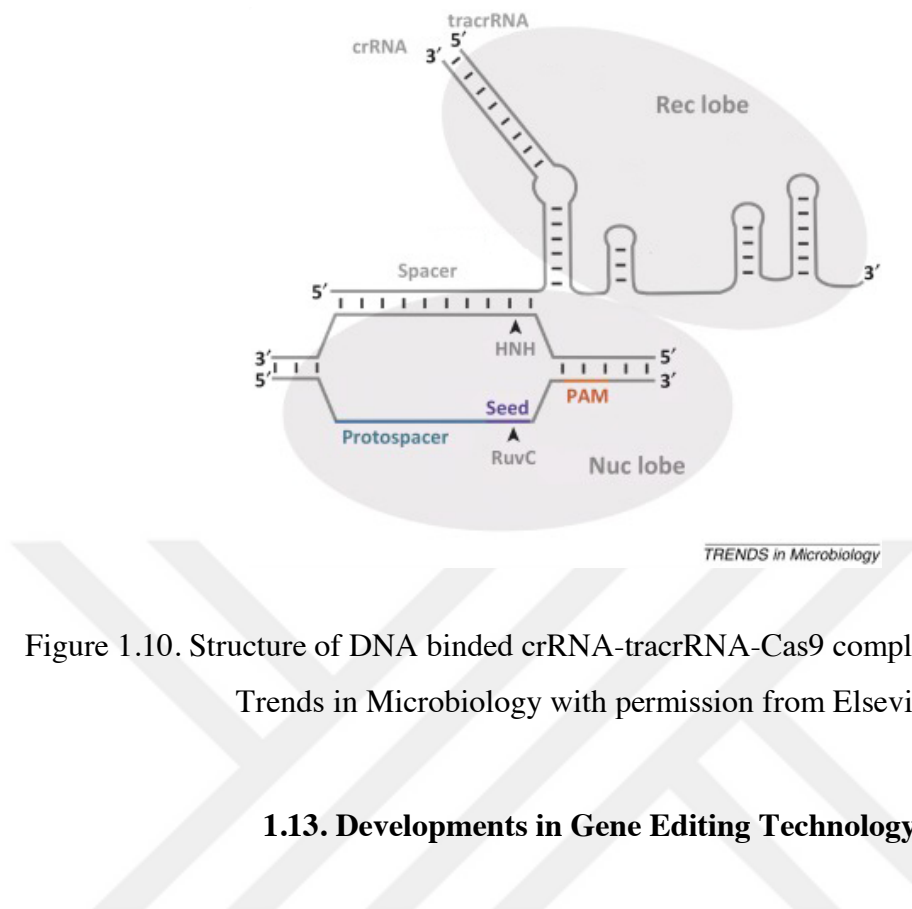 tracrRNA
crRNA
5′
3′
Rec lobe
Spacer
5′
3′
HNH
3′
5′
5′
3′
PAM
Seed
Protospacer
RuvC
Nuc lobe
TRENDS in Microbiology
Figure 1.10. Structure of DNA binded crRNA-tracrRNA-Cas9 compl
Trends in Microbiology with permission from Elsevi
1.13. Developments in Gene Editing Technology